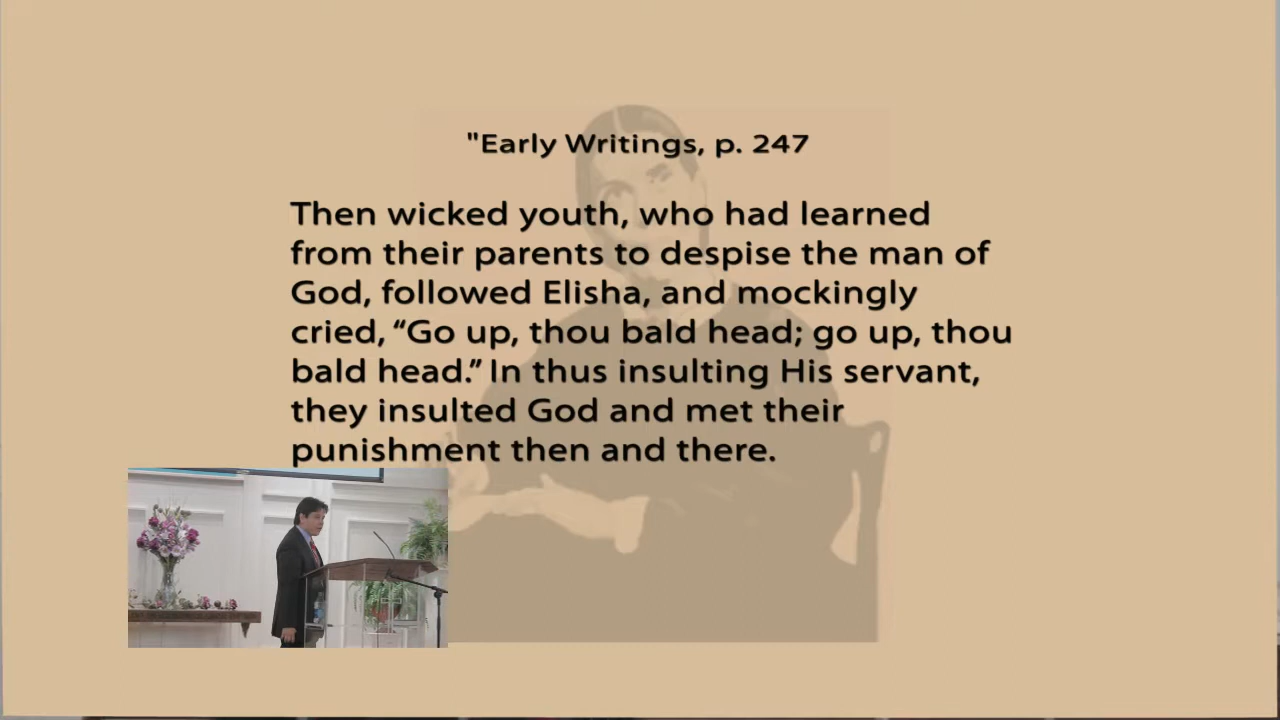 "Early Writings, p. 247
Then wicked youth, who had learned
from their parents to despise the man of
God, followed Elisha, and mockingly
cried, “Go up, thou bald head; go up, thou
bald head.” In thus insulting His servant,
they insulted God and met their
punishment then and there.